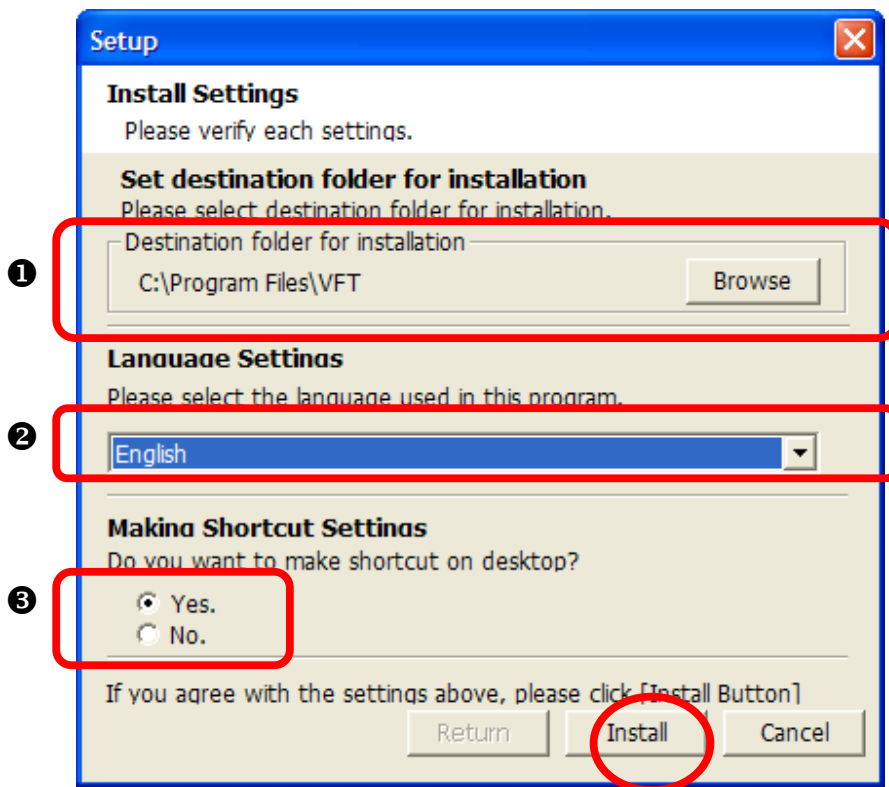 Setup
Install Settings
Please verify each settings.
Set destination folder for installation
Please select destination folder for installation.
Destination folder for installation
❶
C:\Program Files\VFT
Browse
Language Settings
Please select the language used in this program.
❷
English
Making Shortcut Settings
Do you want to make shortcut on desktop?
❸
Yes.
No.
If you agree with the settings above, please click [Install Button]
Return Install Cancel